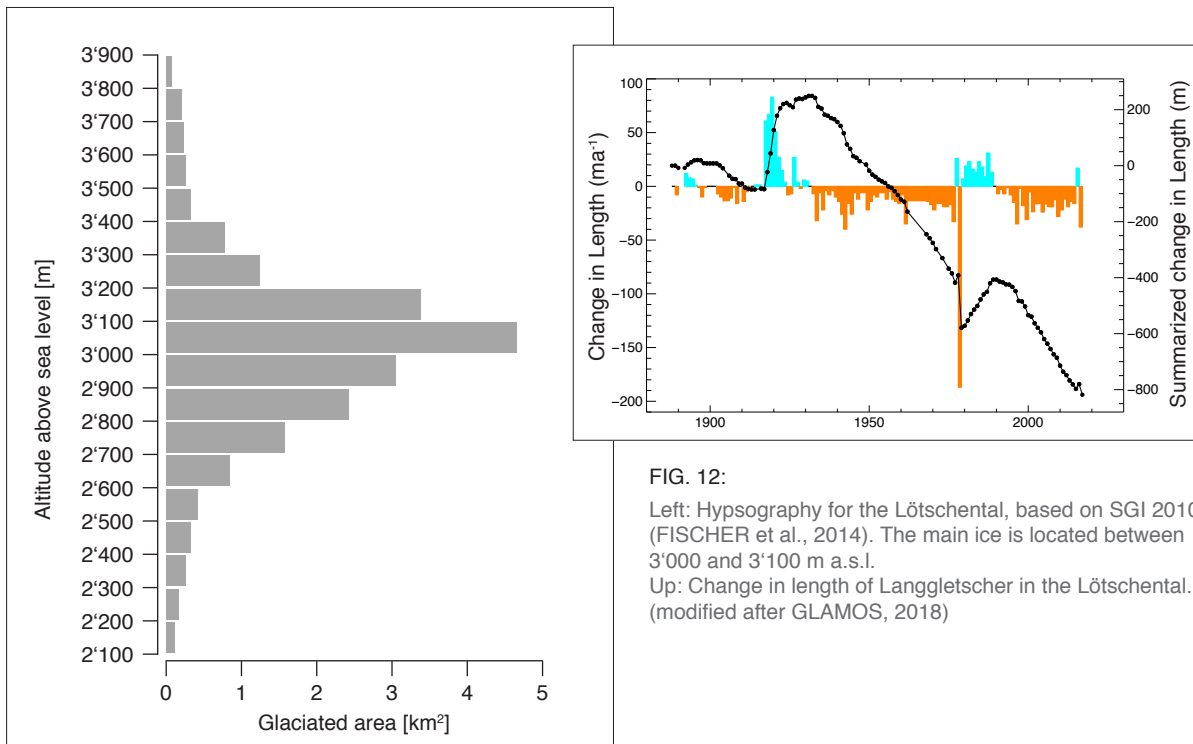 3‘900
3‘800
3‘700
3‘600
3‘500
3‘400
3‘300
3‘200
3‘100
3‘000
2‘900
2‘800
2‘700
2‘600
2‘500
2‘400
2‘300
2‘200
2‘100
Altitude above sea level [m]
0 1 2 3 4 5
Glaciated area [km²]
100
50
0
−50
−100
−150
−200
Change in Length (ma⁻¹)
1900 1950 2000
200
0
−200
−400
−600
−800
Summarized change in Length (m)
FIG. 12:
Left: Hypsography for the Lötschental, based on SGI 2010
(FISCHER et al., 2014). The main ice is located between
3‘000 and 3‘100 m a.s.l.
Up: Change in length of Langgletscher in the Lötschental.
(modified after GLAMOS, 2018)